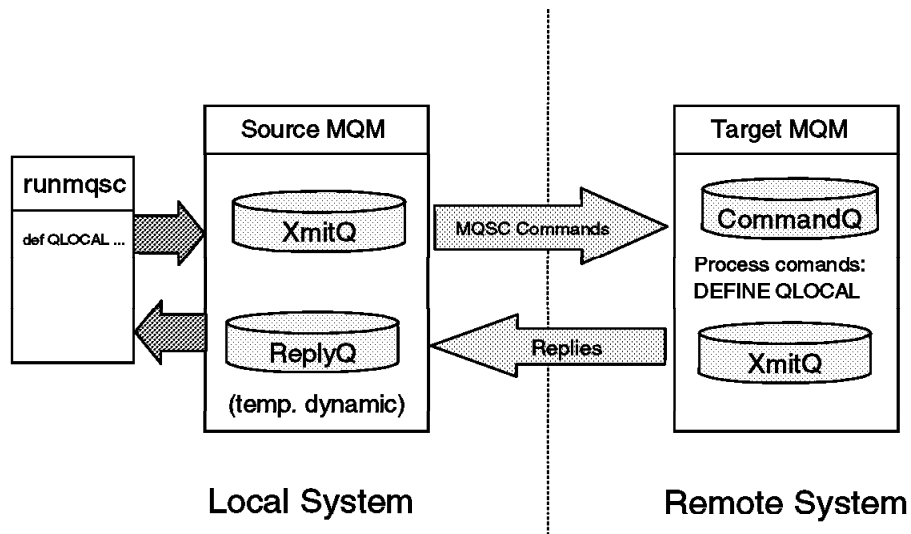 Source MQM
Target MQM
runmqsc
def QLOCAL ...
XmitQ
MQSC Commands
CommandQ
Process comands:
DEFINE QLOCAL
ReplyQ
(temp. dynamic)
Replies
XmitQ
Local System
Remote System